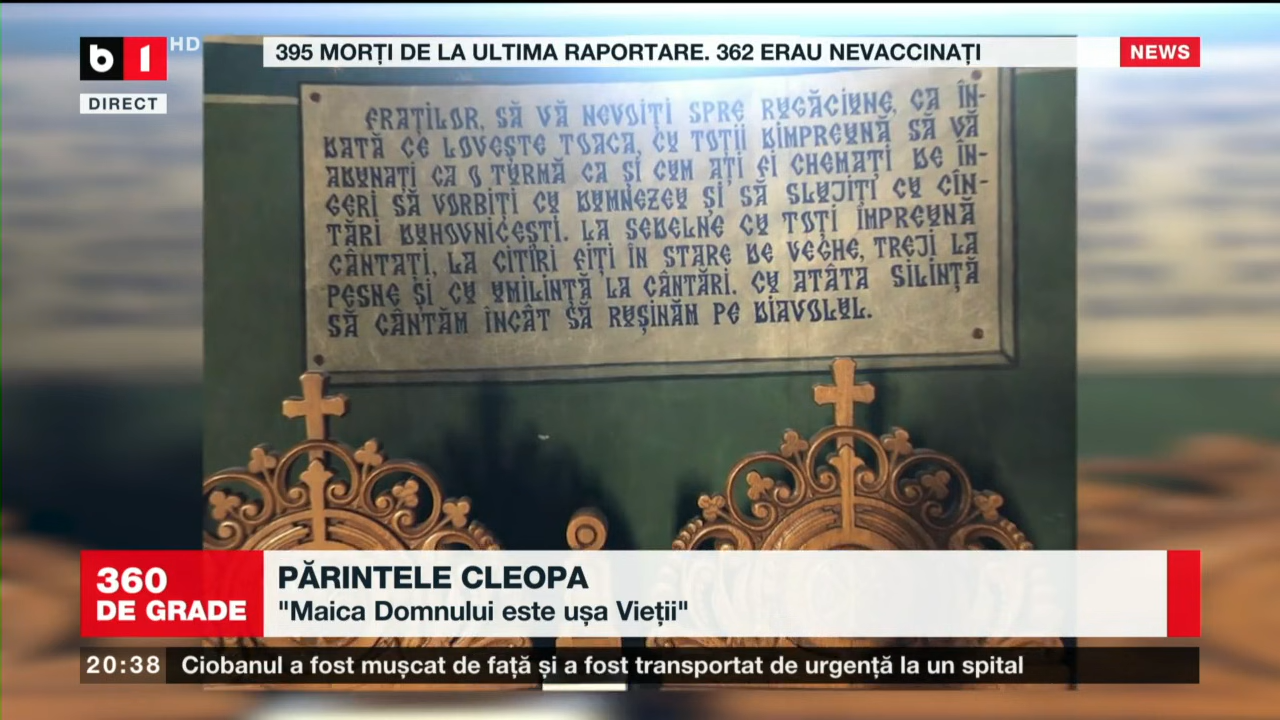 b1
HD
395 MORȚI DE LA ULTIMA RAPORTARE. 362 ERAU NEVACCINAȚI
NEWS
DIRECT
FRAȚILOR, SĂ VĂ NEVOIȚI SPRE RUGĂCIUNE, CA ÎN-
DATĂ CE LOVEȘTE TOACA, CU TOȚII DIMPREUNĂ SĂ VĂ
ADUNAȚI CA O TURMĂ CA ȘI CUM AȚI FI CHEMAȚI DE ÎN-
GERI SĂ VORBIȚI CU DUMNEZEU ȘI SĂ SLUJIȚI CU CÎN-
TĂRI DUHOVNICEȘTI. LA SEDELNE CU TOȚI ÎMPREUNĂ
CÂNTAȚI, LA CITIRI FIȚI ÎN STARE DE VEGHE, TREJI LA
PESNE ȘI CU UMILINȚĂ LA CÂNTĂRI. CU ATÂTA SILINȚĂ
SĂ CÂNTĂM ÎNCÂT SĂ RUȘINĂM PE DIAVOLUL.
360
DE GRADE
PĂRINTELE CLEOPA
"Maica Domnului este ușa Vieții"
20:38 Ciobanul a fost mușcat de față și a fost transportat de urgență la un spital